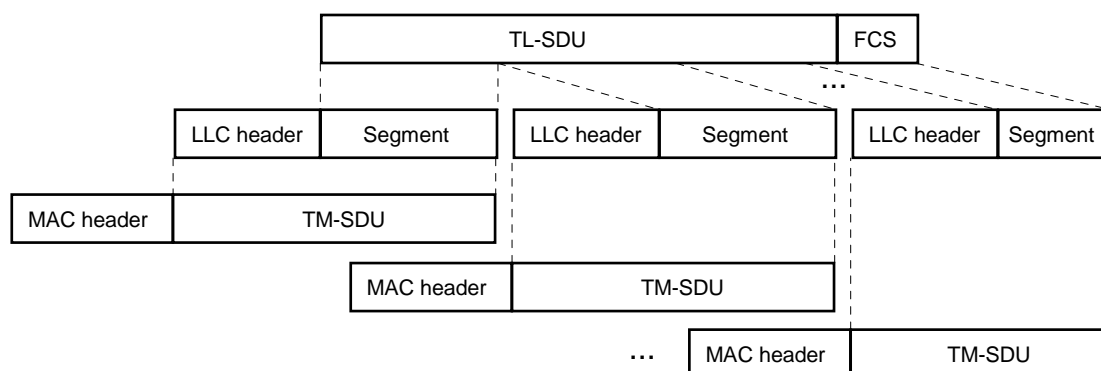 TL-SDU FCS
...
LLC header Segment LLC header Segment LLC header Segment
MAC header TM-SDU
MAC header TM-SDU
... MAC header TM-SDU